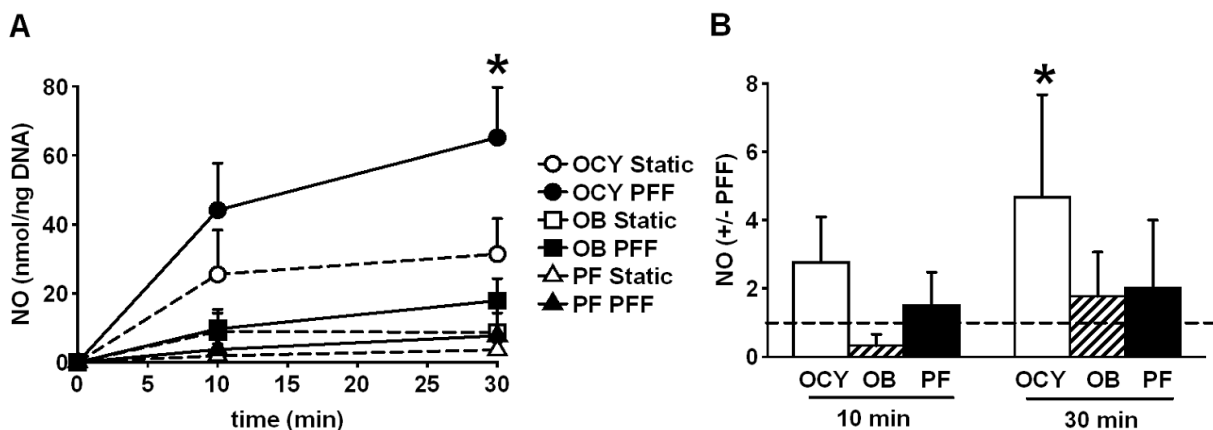 A
NO (nmol/ng DNA)
80
60
40
20
0
0 5 10 15 20 25 30
time (min)
*
OCY Static
OCY PFF
OB Static
OB PFF
PF Static
PF PFF
B
NO (+/- PFF)
8
6
4
2
0
*
OCY OB PF OCY OB PF
10 min 30 min